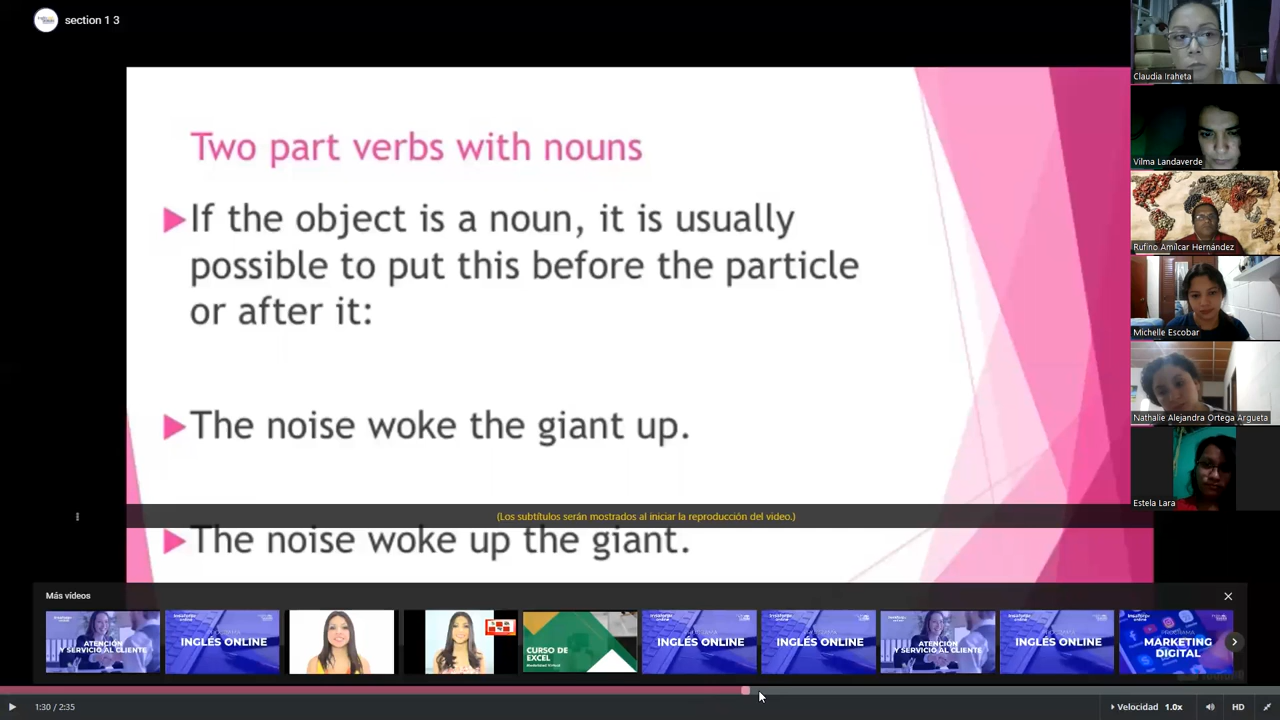 section 1 3
Claudia Iraheta
Vilma Landaverde
Rufino Amílcar Hernández
Michelle Escobar
Nathalie Alejandra Ortega Argueta
Estela Lara
Two part verbs with nouns
If the object is a noun, it is usually
possible to put this before the particle
or after it:
The noise woke the giant up.
(Los subtítulos serán mostrados al iniciar la reproducción del video.)
The noise woke up the giant.
Más vídeos
ATENCIÓN
Y SERVICIO AL CLIENTE
INGLÉS ONLINE
CURSO DE
EXCEL
INGLÉS ONLINE
INGLÉS ONLINE
ATENCIÓN
Y SERVICIO AL CLIENTE
INGLÉS ONLINE
PROGRAMA
MARKETING
DIGITAL
1:30 / 2:35
Velocidad 1.0x
HD